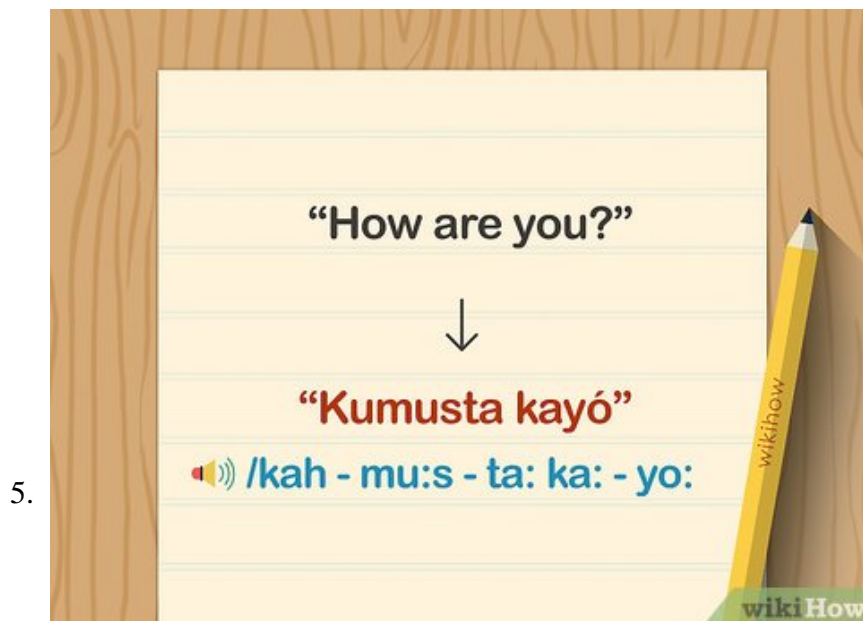 “How are you?”
↓
“Kumusta kayó”
/kah - mu:s - ta: ka: - yo:
5.
wikihow
wikiHow